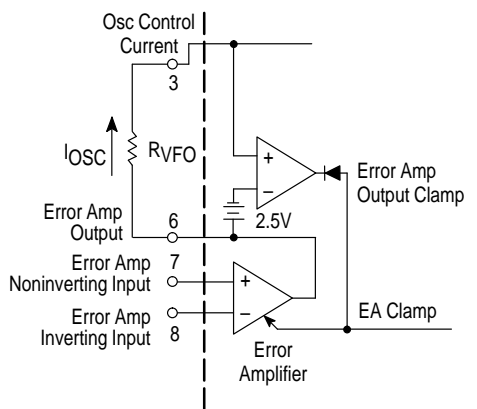 Osc Control
Current
3
IOSC
RVFO
+
–
Error Amp
Output Clamp
2.5V
Error Amp
Output
6
Error Amp
Noninverting Input
7
+
–
Error Amp
Inverting Input
8
EA Clamp
Error
Amplifier